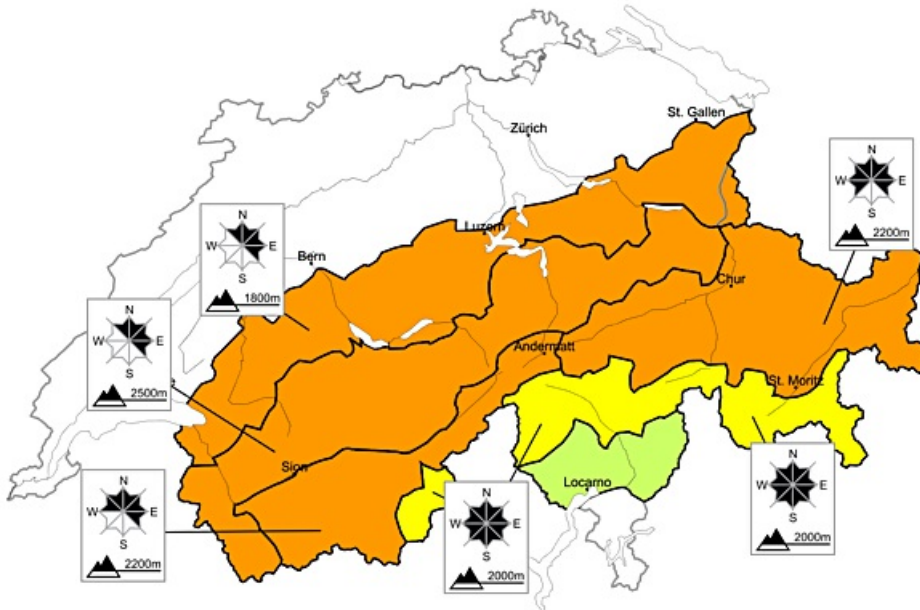 St. Gallen
Zürich
N
W E
S
2200m
N
W E
S
1800m
Luzern
Bern
Chur
N
W E
S
2500m
Andermatt
St. Moritz
Sion
N
W E
S
2200m
Locarno
N
W E
S
2000m
N
W E
S
2000m